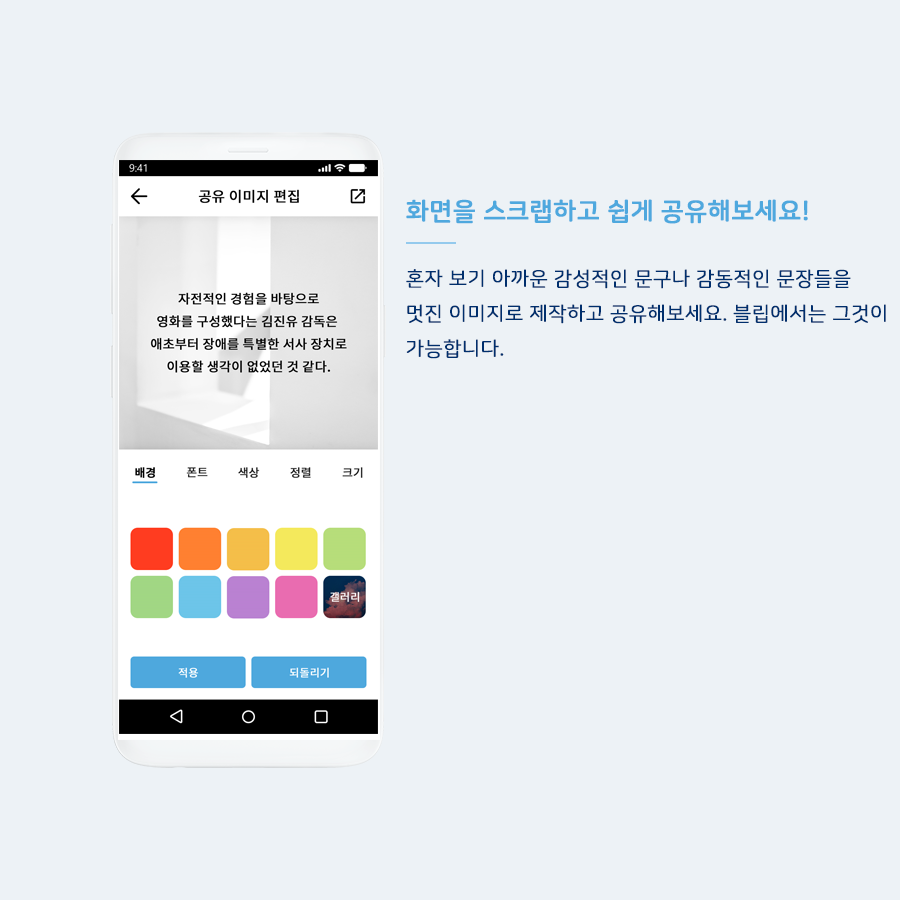 9:41
공유 이미지 편집
자전적인 경험을 바탕으로
영화를 구성했다는 김진유 감독은
애초부터 장애를 특별한 서사 장치로
이용할 생각이 없었던 것 같다.
배경 폰트 색상 정렬 크기
갤러리
적용 되돌리기
화면을 스크랩하고 쉽게 공유해보세요!
혼자 보기 아까운 감성적인 문구나 감동적인 문장들을
멋진 이미지로 제작하고 공유해보세요. 블립에서는 그것이
가능합니다.